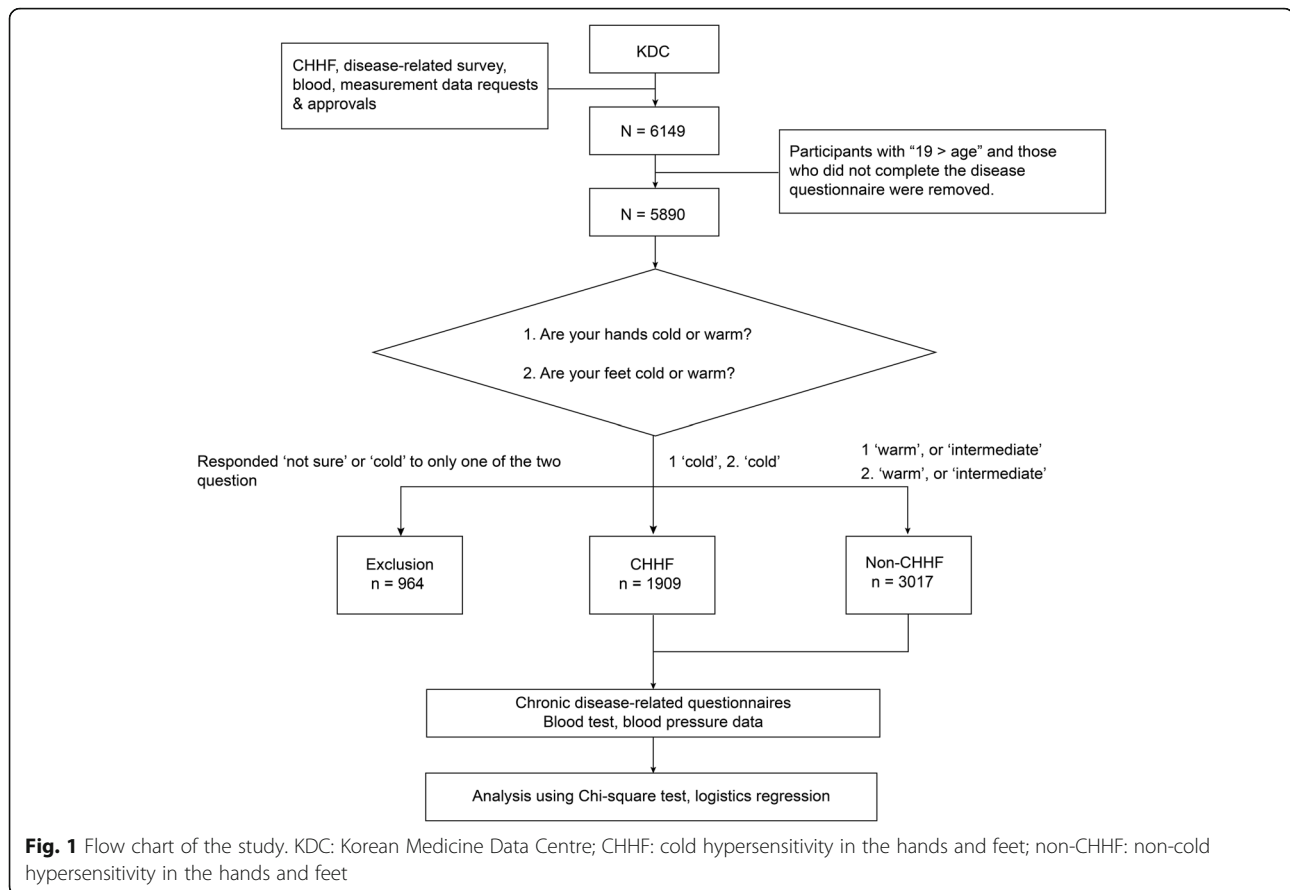 KDC
CHHF, disease-related survey,
blood, measurement data requests
& approvals
N = 6149
Participants with “19 > age” and those
who did not complete the disease
questionnaire were removed.
N = 5890
1. Are your hands cold or warm?
2. Are your feet cold or warm?
Responded ‘not sure’ or ‘cold’ to only one of the two
question
1 ‘cold’, 2. ‘cold’
1 ‘warm’, or ‘intermediate’
2. ‘warm’, or ‘intermediate’
Exclusion
n = 964
CHHF
n = 1909
Non-CHHF
n = 3017
Chronic disease-related questionnaires
Blood test, blood pressure data
Analysis using Chi-square test, logistics regression
Fig. 1 Flow chart of the study. KDC: Korean Medicine Data Centre; CHHF: cold hypersensitivity in the hands and feet; non-CHHF: non-cold
hypersensitivity in the hands and feet